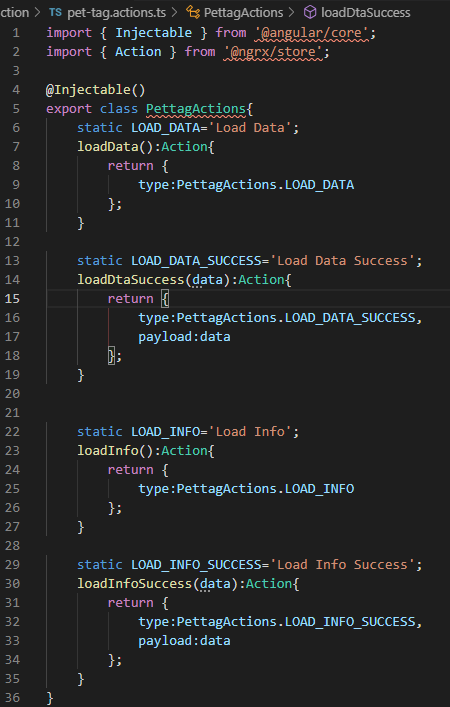 ction > TS pet-tag.actions.ts > PettagActions > loadDtaSuccess
1 import { Injectable } from '@angular/core';
2 import { Action } from '@ngrx/store';
3
4 @Injectable()
5 export class PettagActions{
6 static LOAD_DATA='Load Data';
7 loadData():Action{
8 return {
9 type:PettagActions.LOAD_DATA
10 };
11 }
12
13 static LOAD_DATA_SUCCESS='Load Data Success';
14 loadDtaSuccess(data):Action{
15 return {
16 type:PettagActions.LOAD_DATA_SUCCESS,
17 payload:data
18 };
19 }
20
21
22 static LOAD_INFO='Load Info';
23 loadInfo():Action{
24 return {
25 type:PettagActions.LOAD_INFO
26 };
27 }
28
29 static LOAD_INFO_SUCCESS='Load Info Success';
30 loadInfoSuccess(data):Action{
31 return {
32 type:PettagActions.LOAD_INFO_SUCCESS,
33 payload:data
34 };
35 }
36 }